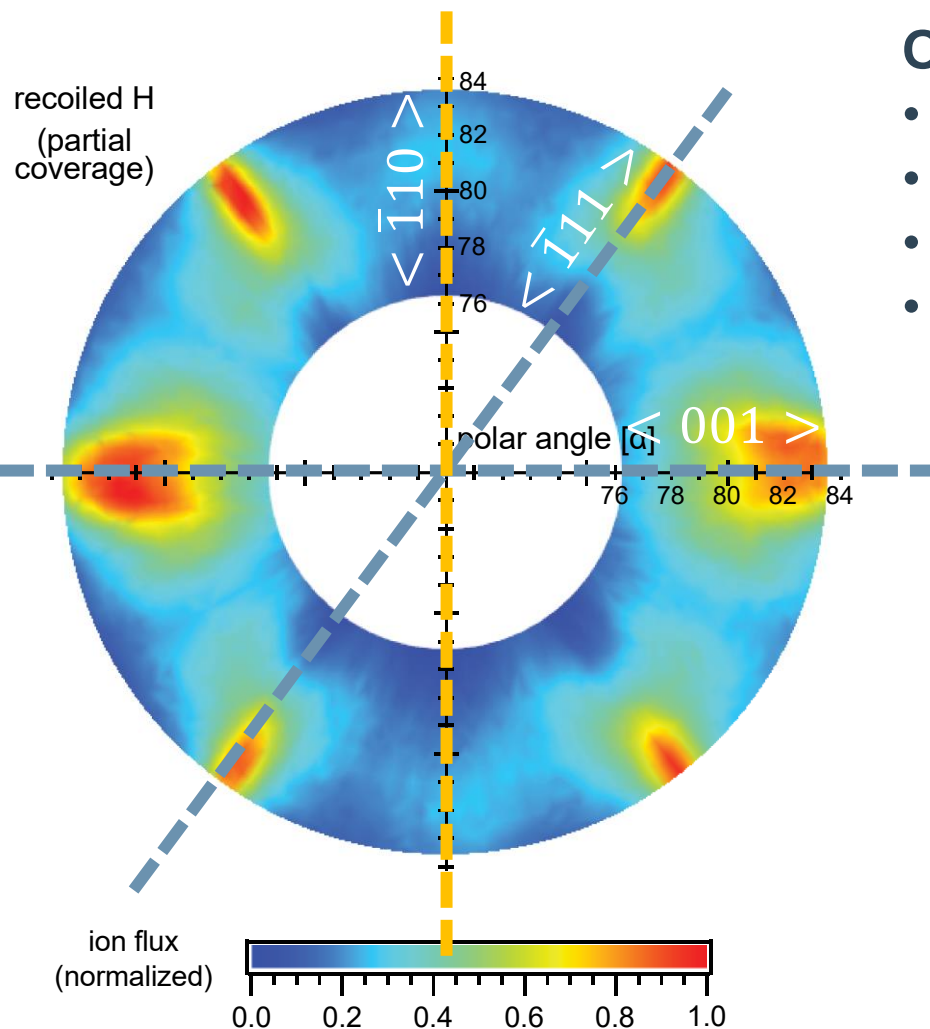 C
recoiled H
(partial
coverage)
84
82
80
78
76
< 1̅10 >
< 1̅11 >
< 001 >
polar angle [α]
76 78 80 82 84
ion flux
(normalized)
0.0 0.2 0.4 0.6 0.8 1.0